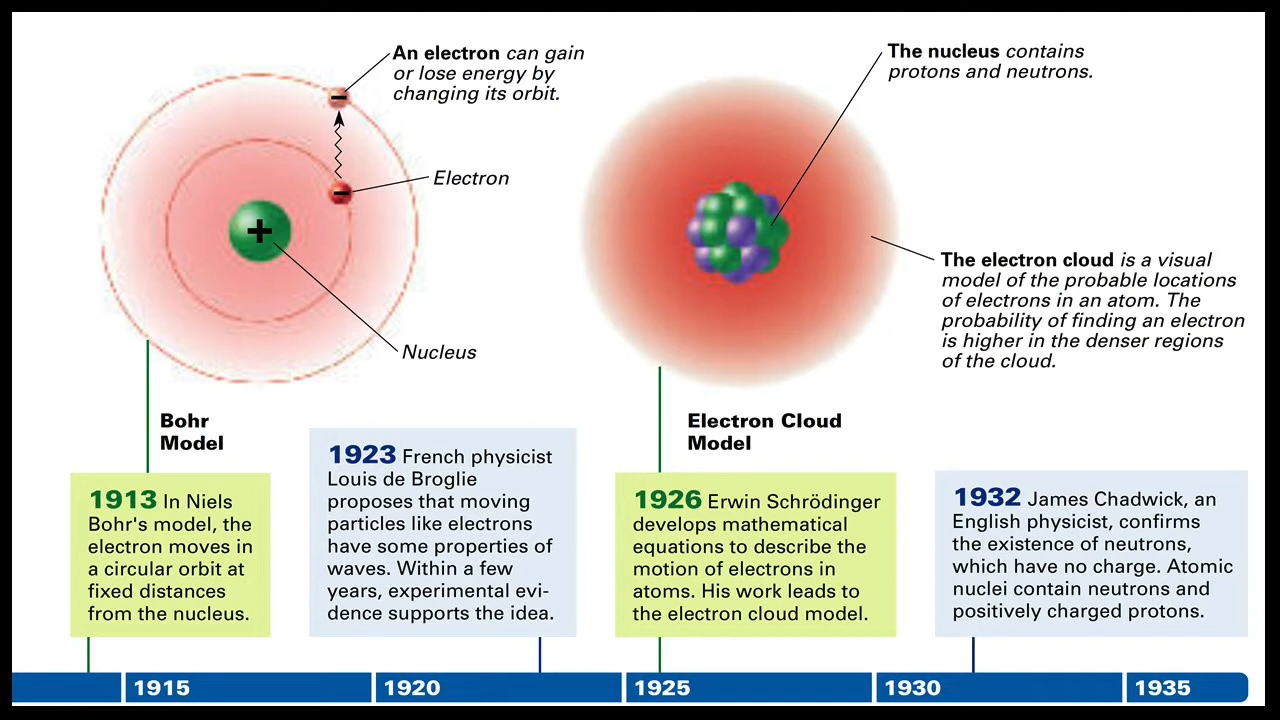 An electron can gain
or lose energy by
changing its orbit.
−
−
+
Electron
Nucleus
The nucleus contains
protons and neutrons.
The electron cloud is a visual
model of the probable locations
of electrons in an atom. The
probability of finding an electron
is higher in the denser regions
of the cloud.
Bohr
Model
Electron Cloud
Model
1913 In Niels
Bohr's model, the
electron moves in
a circular orbit at
fixed distances
from the nucleus.
1923 French physicist
Louis de Broglie
proposes that moving
particles like electrons
have some properties of
waves. Within a few
years, experimental evi-
dence supports the idea.
1926 Erwin Schrödinger
develops mathematical
equations to describe the
motion of electrons in
atoms. His work leads to
the electron cloud model.
1932 James Chadwick, an
English physicist, confirms
the existence of neutrons,
which have no charge. Atomic
nuclei contain neutrons and
positively charged protons.
1915
1920
1925
1930
1935